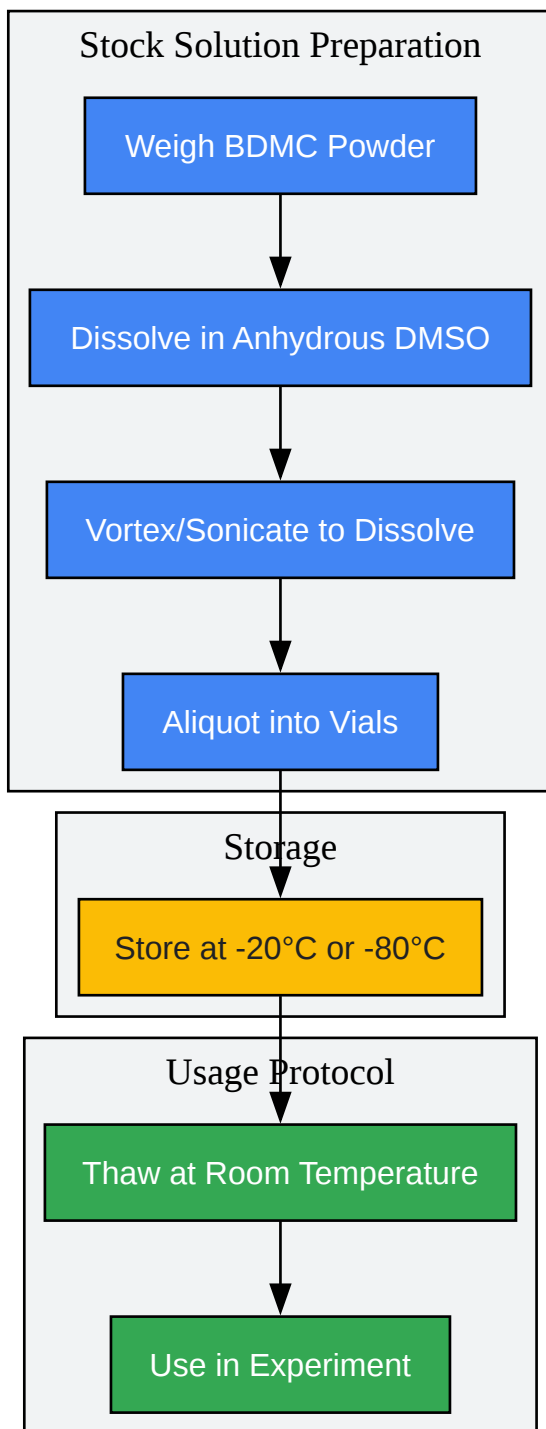 Stock Solution Preparation
Weigh BDMC Powder
Dissolve in Anhydrous DMSO
Vortex/Sonicate to Dissolve
Aliquot into Vials
Storage
Store at -20°C or -80°C
Usage Protocol
Thaw at Room Temperature
Use in Experiment